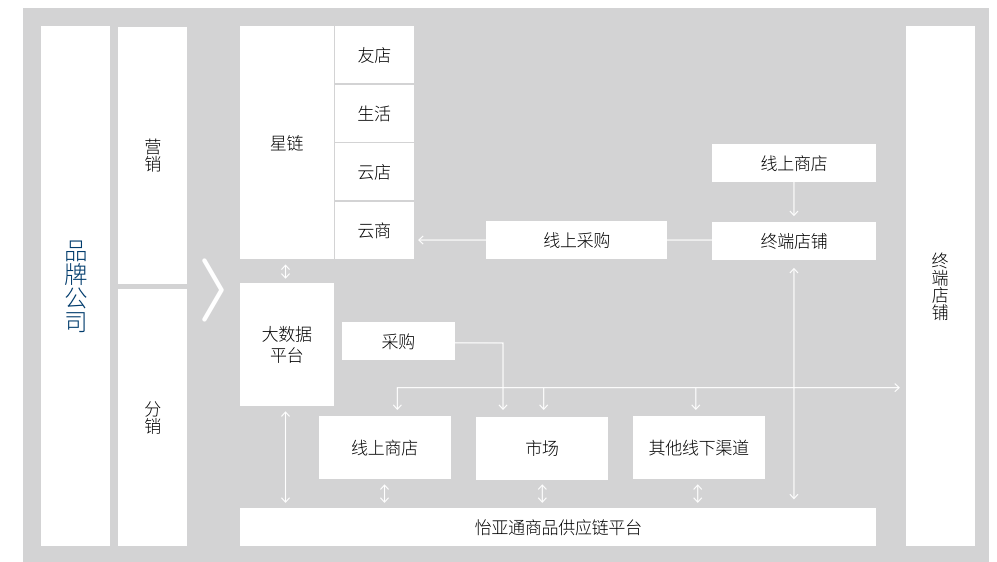 品牌公司
营销
分销
星链
友店
生活
云店
云商
线上商店
线上采购
终端店铺
终端店铺
大数据
平台
采购
线上商店
市场
其他线下渠道
怡亚通商品供应链平台